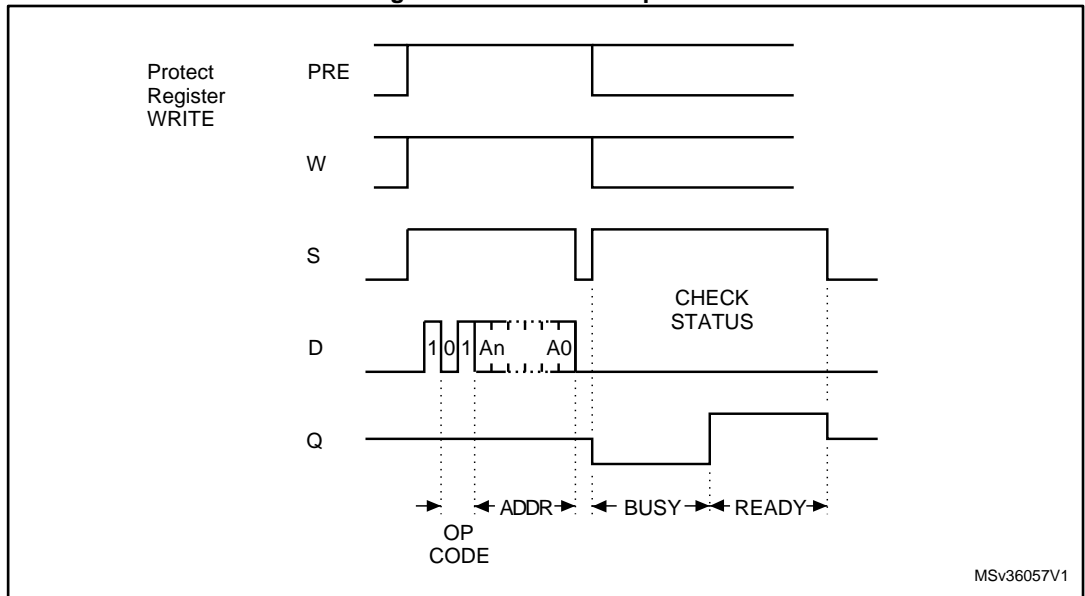 Protect
Register
WRITE
PRE
W
S
CHECK
STATUS
D
1 0 1 An A0
Q
ADDR BUSY READY
OP
CODE
MSv36057V1